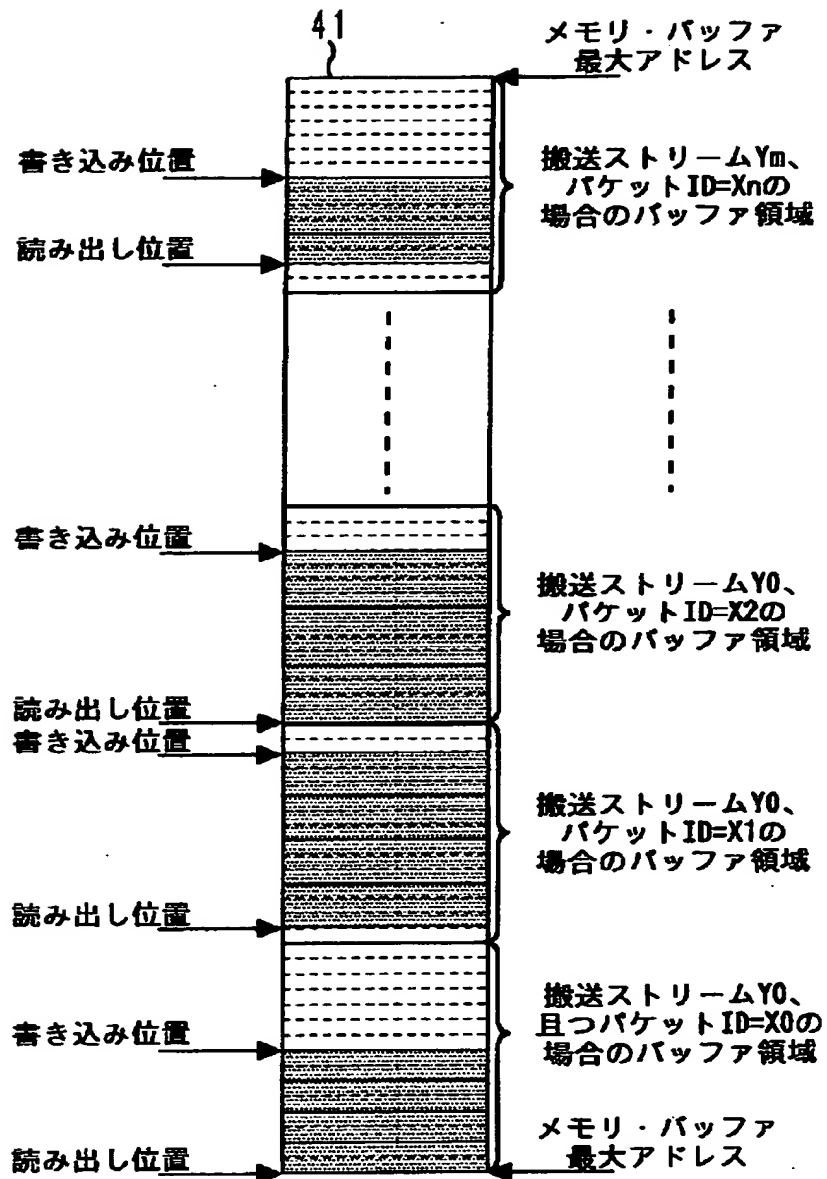 41
メモリ・バッファ
最大アドレス
書き込み位置
搬送ストリームYm、
パケットID=Xnの
場合のバッファ領域
読み出し位置
書き込み位置
搬送ストリームY0、
パケットID=X2の
場合のバッファ領域
読み出し位置
書き込み位置
搬送ストリームY0、
パケットID=X1の
場合のバッファ領域
読み出し位置
搬送ストリームY0、
且つパケットID=X0の
場合のバッファ領域
書き込み位置
メモリ・バッファ
最大アドレス
読み出し位置